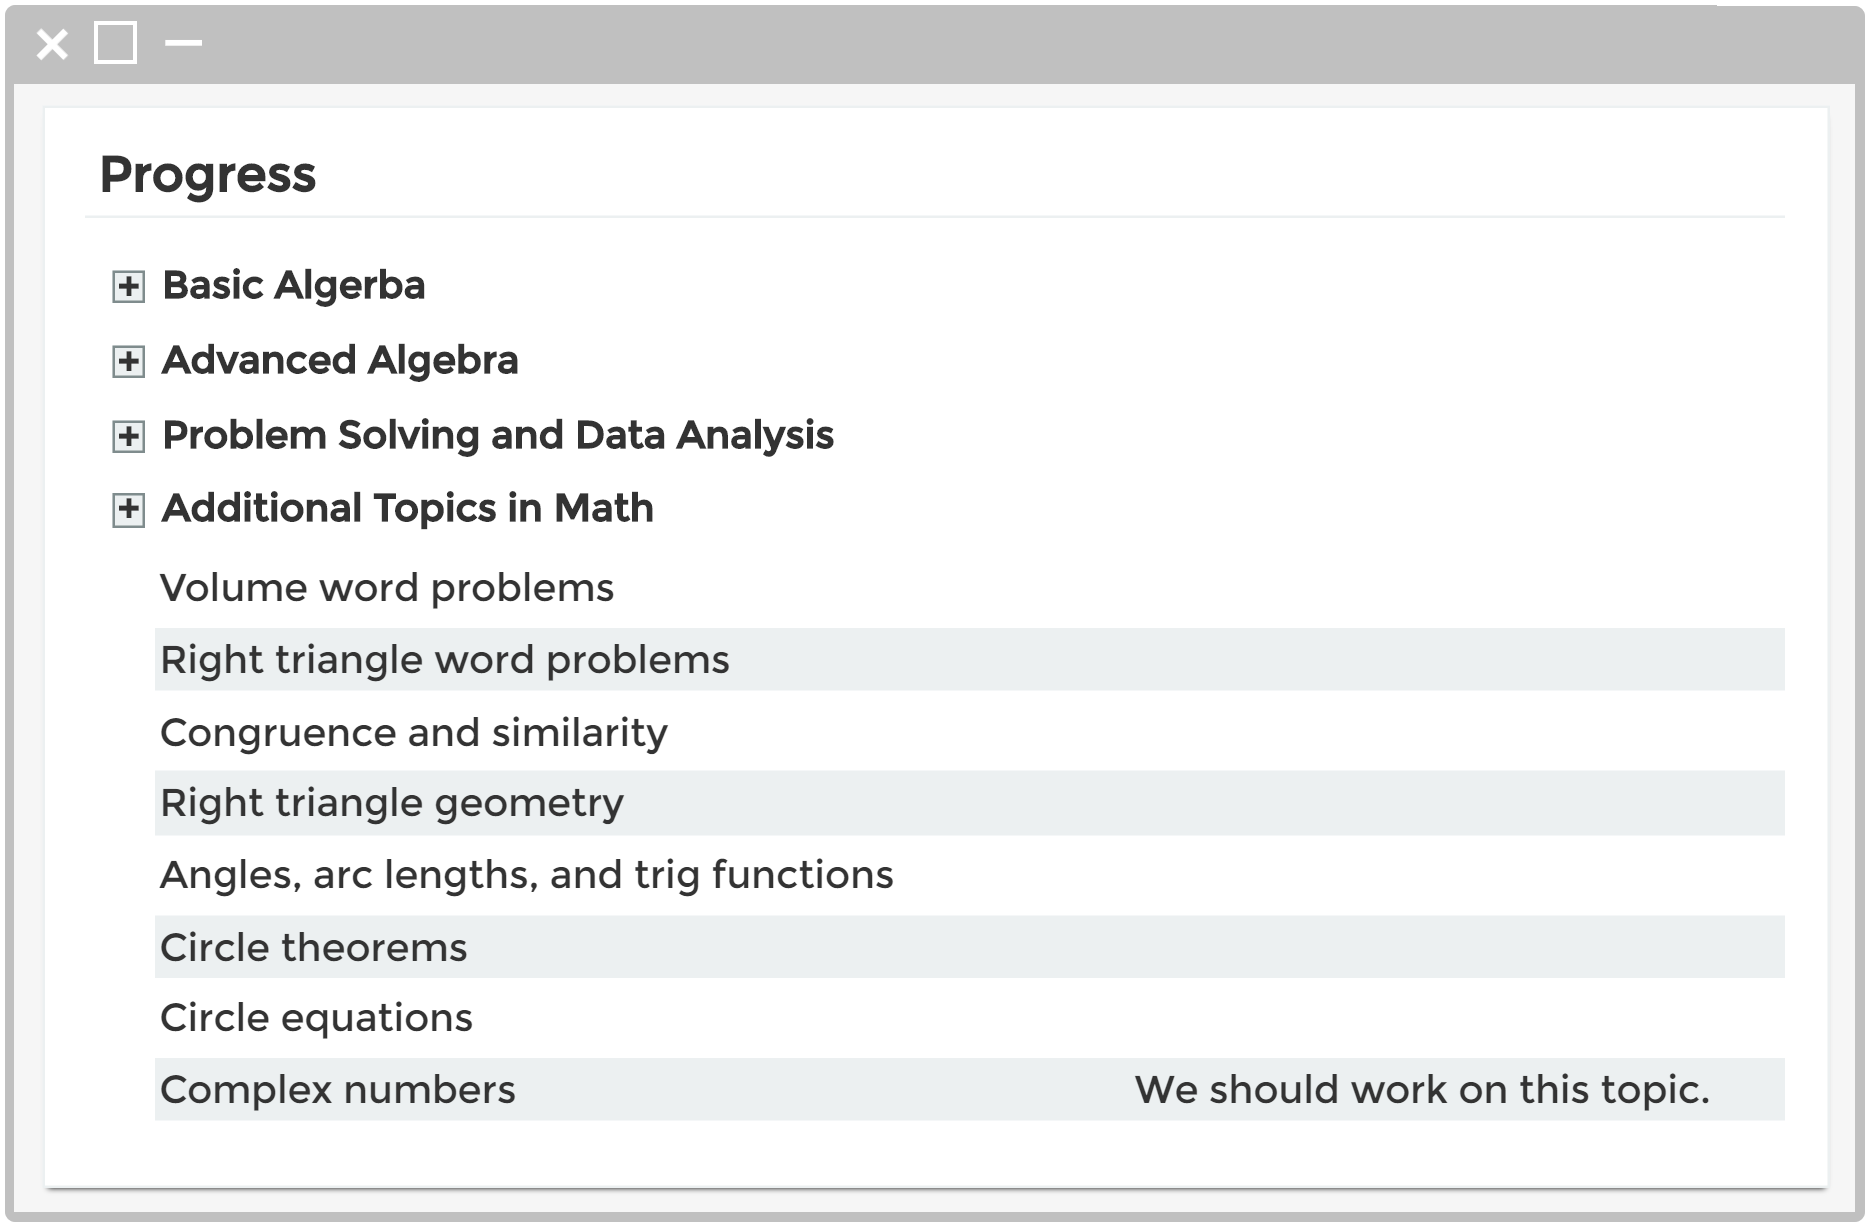 Progress
Basic Algerba
Advanced Algebra
Problem Solving and Data Analysis
Additional Topics in Math
Volume word problems
Right triangle word problems
Congruence and similarity
Right triangle geometry
Angles, arc lengths, and trig functions
Circle theorems
Circle equations
Complex numbers We should work on this topic.